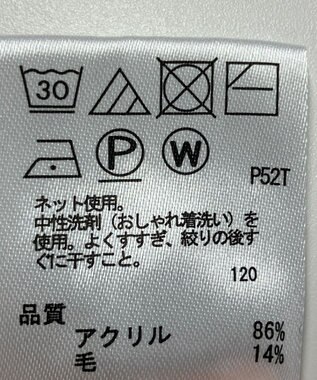 30
P W
P52T
ネット使用。
中性洗剤（おしゃれ着洗い）を
使用。よくすすぎ、絞りの後す
ぐに干すこと。
120
品質
アクリル 86%
毛 14%